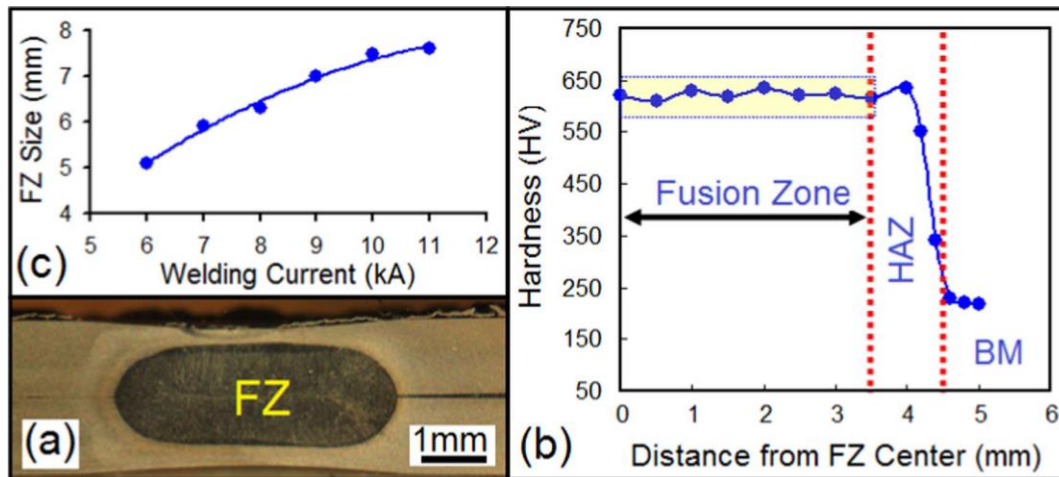 8
7
6
5
4
FZ Size (mm)
5 6 7 8 9 10 11 12
Welding Current (kA)
(c)
FZ
(a)
1mm
750
650
550
450
350
250
150
50
Hardness (HV)
Fusion Zone
HAZ
BM
0 1 2 3 4 5 6
(b)
Distance from FZ Center (mm)